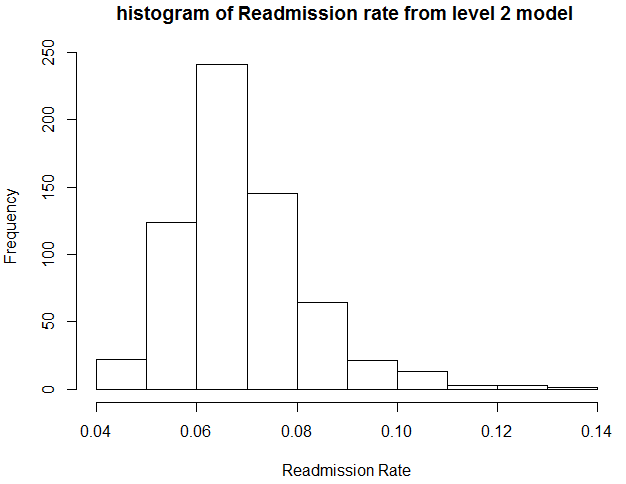 histogram of Readmission rate from level 2 model
Frequency
250
200
150
100
50
0
0.04 0.06 0.08 0.10 0.12 0.14
Readmission Rate